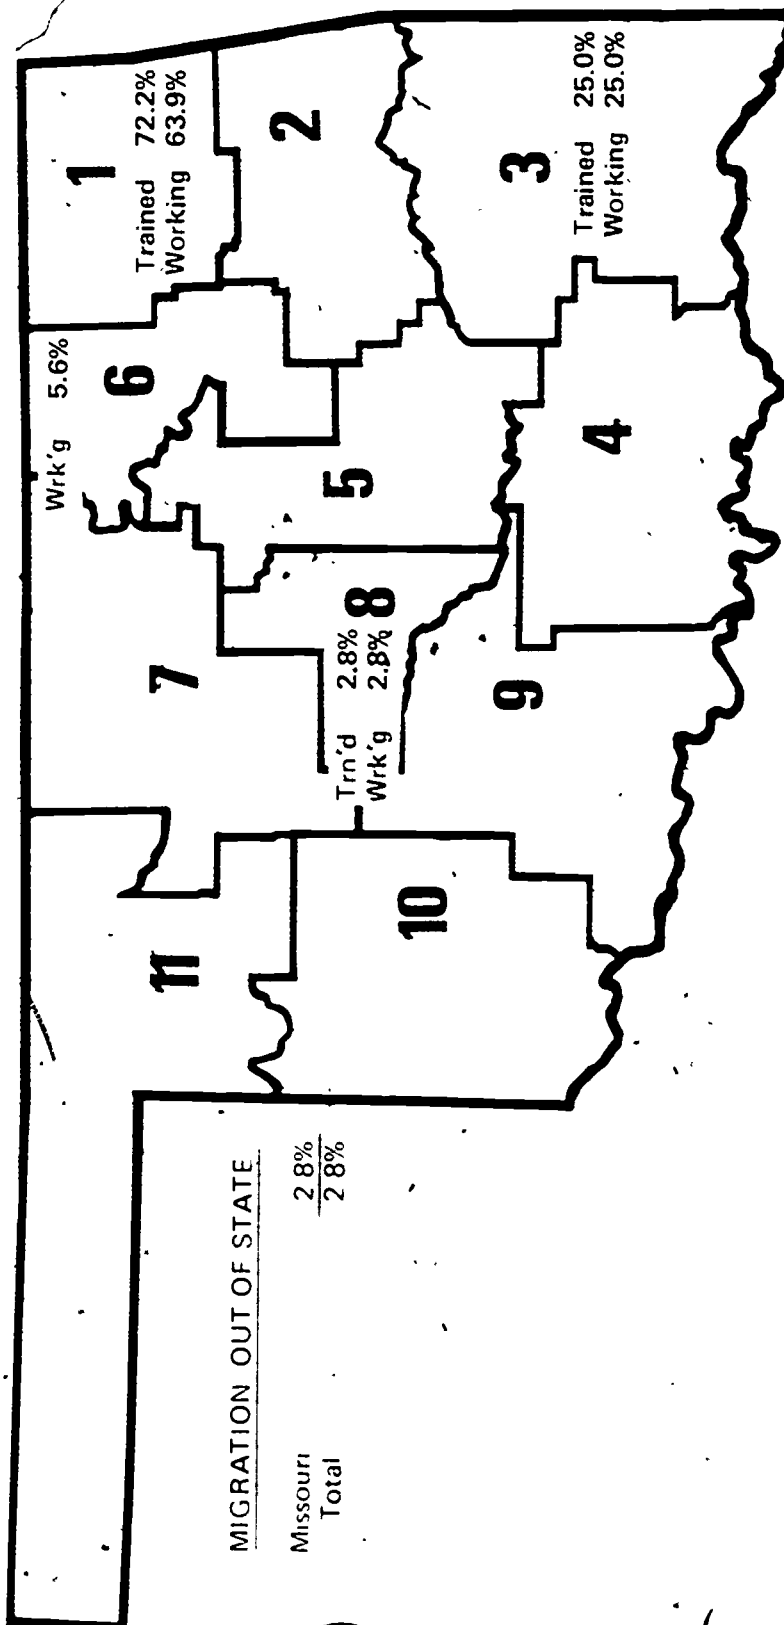 1
Trained 72.2%
Working 63.9%
2
3
Trained 25.0%
Working 25.0%
4
5
6
Wrk'g 5.6%
7
8
Trn'd 2.8%
Wrk'g 2.8%
9
10
11
MIGRATION OUT OF STATE
Missouri 2 8%
Total 2 8%